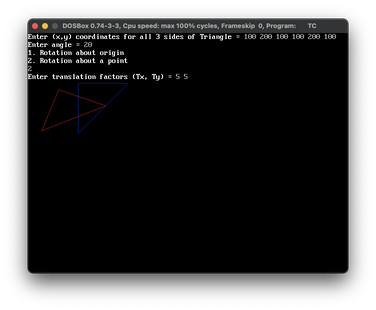 DOSBox 0.74-3-3, Cpu speed: max 100% cycles, Frameskip 0, Program: TC
Enter (x,y) coordinates for all 3 sides of Triangle = 100 200 100 100 200 100
Enter angle = 20
1. Rotation about origin
2. Rotation about a point
2
Enter translation factors (Tx, Ty) = 5 5